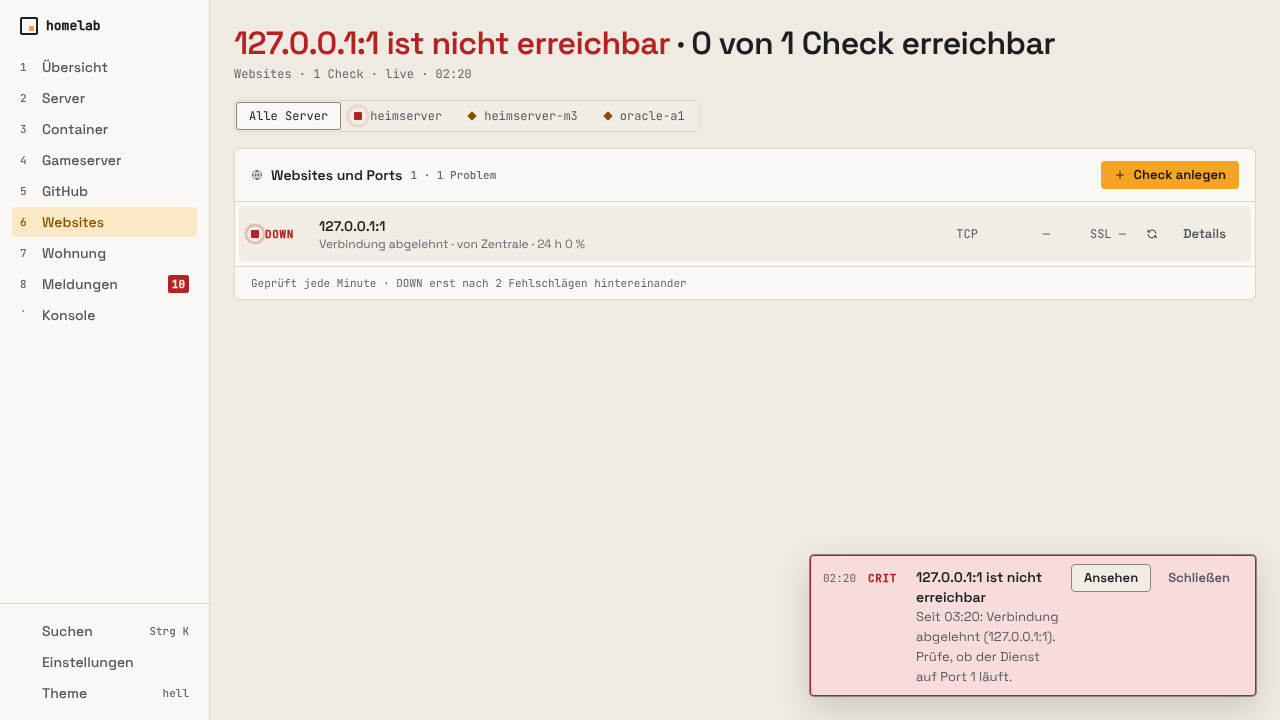 homelab
1 Übersicht
2 Server
3 Container
4 Gameserver
5 GitHub
6 Websites
7 Wohnung
8 Meldungen 10
` Konsole
Suchen Strg K
Einstellungen
Theme hell
127.0.0.1:1 ist nicht erreichbar · 0 von 1 Check erreichbar
Websites · 1 Check · live · 02:20
Alle Server heimserver heimserver-m3 oracle-a1
Websites und Ports 1 · 1 Problem + Check anlegen
DOWN 127.0.0.1:1 TCP — SSL — Details
Verbindung abgelehnt · von Zentrale · 24 h 0 %
Geprüft jede Minute · DOWN erst nach 2 Fehlschlägen hintereinander
02:20 CRIT 127.0.0.1:1 ist nicht Ansehen Schließen
erreichbar
Seit 03:20: Verbindung
abgelehnt (127.0.0.1:1).
Prüfe, ob der Dienst
auf Port 1 läuft.